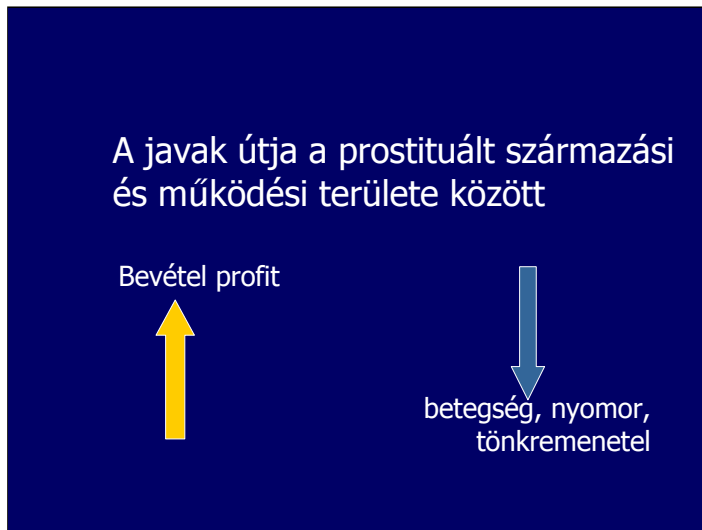 A javak útja a prostituált származási
és működési területe között
Bevétel profit
betegség, nyomor,
tönkremenetel